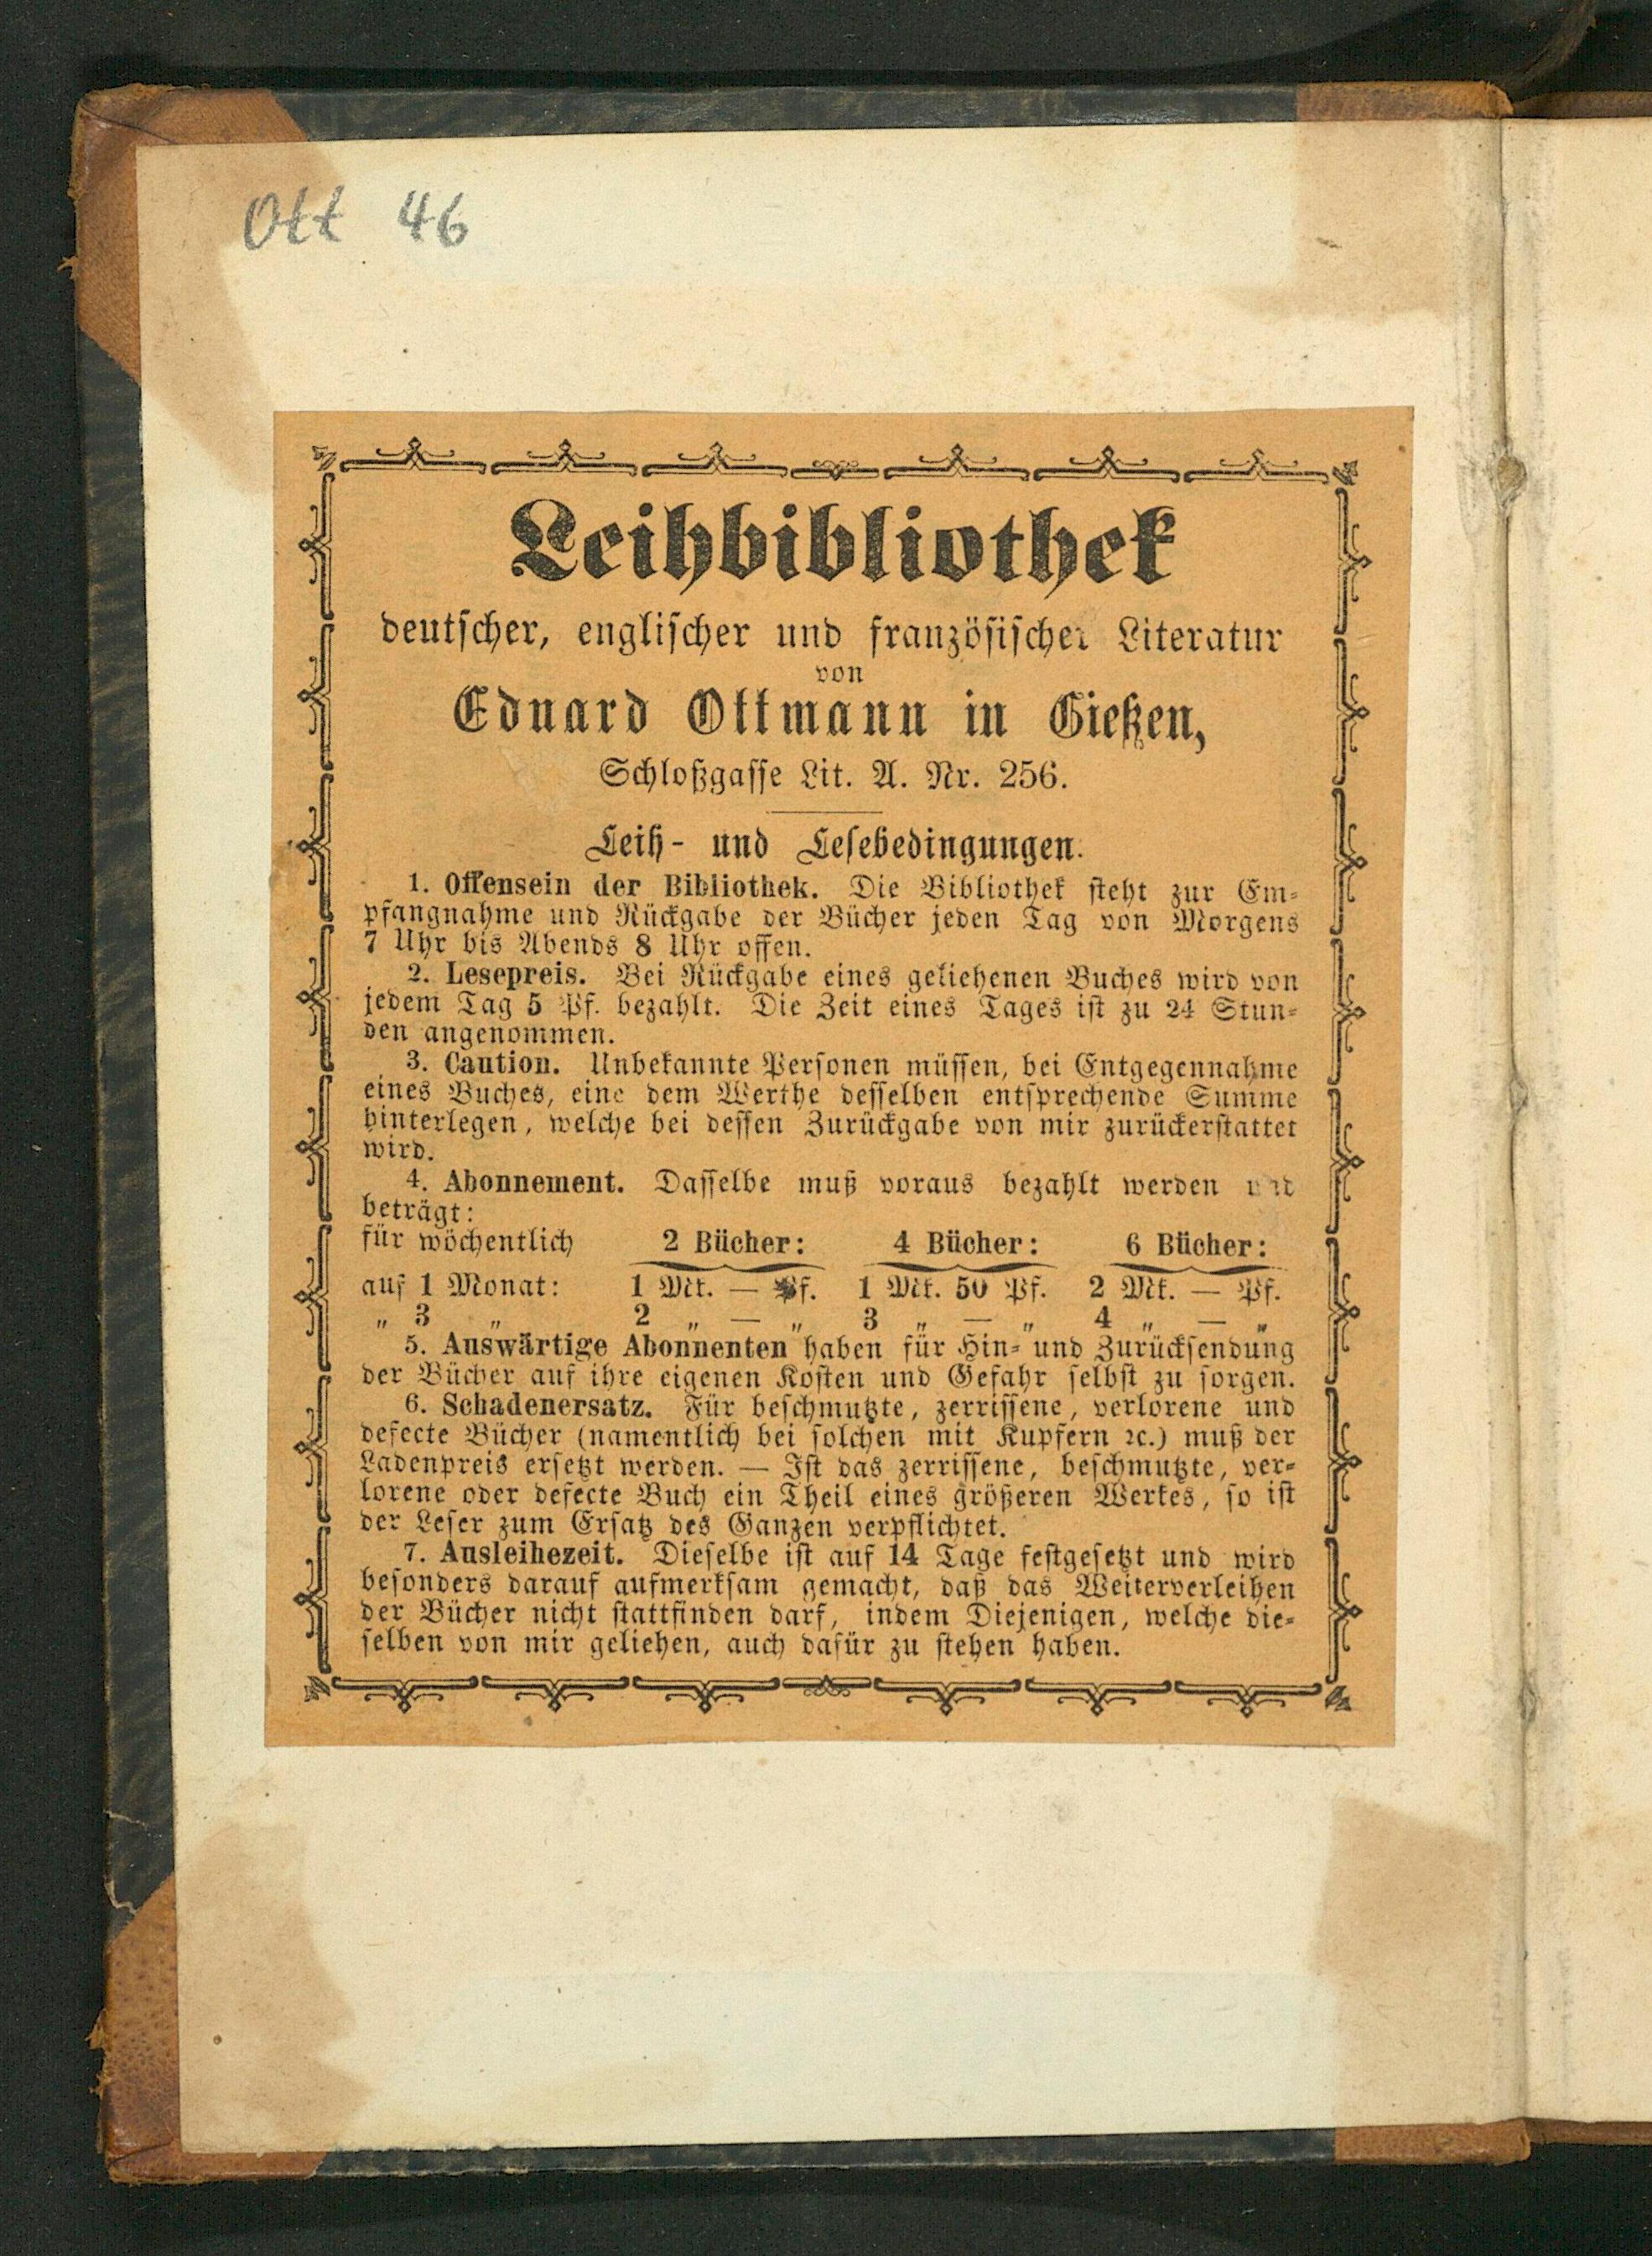 Ott 46
Leihbibliothek
deutscher, englischer und französischer Literatur
von
Eduard Ottmann in Gießen,
Schloßgasse Lit. A. Nr. 256.
Leih- und Lesebedingungen.
1. Offensein der Bibliothek. Die Bibliothek steht zur Em-
pfangnahme und Rückgabe der Bücher jeden Tag von Morgens
7 Uhr bis Abends 8 Uhr offen.
2. Lesepreis. Bei Rückgabe eines geliehenen Buches wird von
jedem Tag 5 Pf. bezahlt. Die Zeit eines Tages ist zu 24 Stun-
den angenommen.
3. Caution. Unbekannte Personen müssen, bei Entgegennahme
eines Buches, eine dem Werthe desselben entsprechende Summe
hinterlegen, welche bei dessen Zurückgabe von mir zurückerstattet
wird.
4. Abonnement. Dasselbe muß voraus bezahlt werden und
beträgt:
für wöchentlich 2 Bücher: 4 Bücher: 6 Bücher:
auf 1 Monat: 1 Mk. — Pf. 1 Mk. 50 Pf. 2 Mk. — Pf.
„ 3 „ 2 „ — „ 3 „ — „ 4 „ — „
5. Auswärtige Abonnenten haben für Hin- und Zurücksendung
der Bücher auf ihre eigenen Kosten und Gefahr selbst zu sorgen.
6. Schadenersatz. Für beschmutzte, zerrissene, verlorene und
defecte Bücher (namentlich bei solchen mit Kupfern ꝛc.) muß der
Ladenpreis ersetzt werden. — Ist das zerrissene, beschmutzte, ver-
lorene oder defecte Buch ein Theil eines größeren Werkes, so ist
der Leser zum Ersatz des Ganzen verpflichtet.
7. Ausleihezeit. Dieselbe ist auf 14 Tage festgesetzt und wird
besonders darauf aufmerksam gemacht, daß das Weiterverleihen
der Bücher nicht stattfinden darf, indem Diejenigen, welche die-
selben von mir geliehen, auch dafür zu stehen haben.